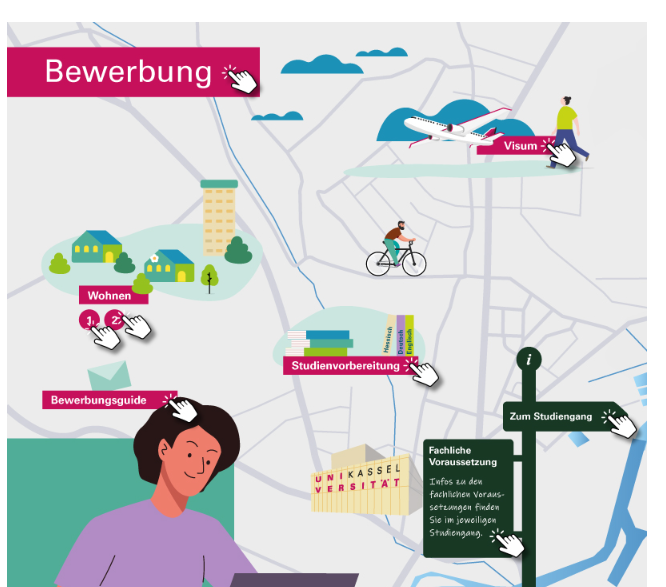 Bewerbung
Visum
Wohnen
1.
2.
Hessisch
Deutsch
Englisch
Studienvorbereitung
i
Bewerbungsguide
Zum Studiengang
Fachliche
Voraussetzung
Infos zu den
fachlichen Voraus-
setzungen finden
Sie im jeweiligen
Studiengang.
UNIKASSEL
VERSITÄT